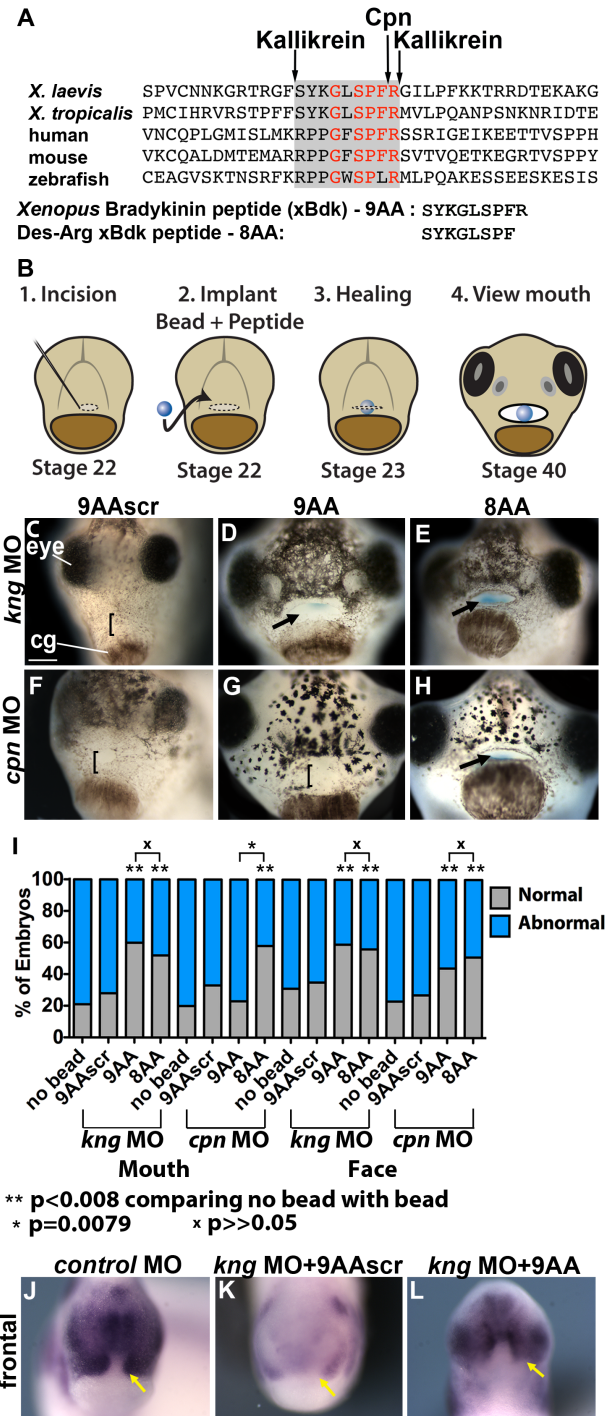 A
Cpn
Kallikrein Kallikrein
X. laevis SPVCNNKGRTRGFSYKGLSPFRGILPFKKTRRDTEKAKG
X. tropicalis PMCIHRVRSTPFFSYKGLSPFRMVLPQANPSNKNRIDTE
human VNCQPLGMISLMKRPPGFSPFRSSRIGEIKEETTVSPPH
mouse VKCQALDMTEMARRPPGFSPFRSVTVQETKEGRTVSPPY
zebrafish CEAGVSKTNSRFKRPPGWSPLRMLPQAKESSEESKESIS
Xenopus Bradykinin peptide (xBdk) - 9AA : SYKGLSPFR
Des-Arg xBdk peptide - 8AA: SYKGLSPF
B
1. Incision 2. Implant 3. Healing 4. View mouth
Bead + Peptide
Stage 22 Stage 22 Stage 23 Stage 40
9AAscr 9AA 8AA
kng MO
C D E
eye
[
cg
cpn MO
F G H
[ [
I
x * x x
** ** ** ** ** ** **
% of Embryos
100
80
60
40
20
0
Normal
Abnormal
no bead 9AAscr 9AA 8AA no bead 9AAscr 9AA 8AA no bead 9AAscr 9AA 8AA no bead 9AAscr 9AA 8AA
kng MO cpn MO kng MO cpn MO
Mouth Face
** p<0.008 comparing no bead with bead
* p=0.0079 x p>>0.05
control MO kng MO+9AAscr kng MO+9AA
frontal
J K L